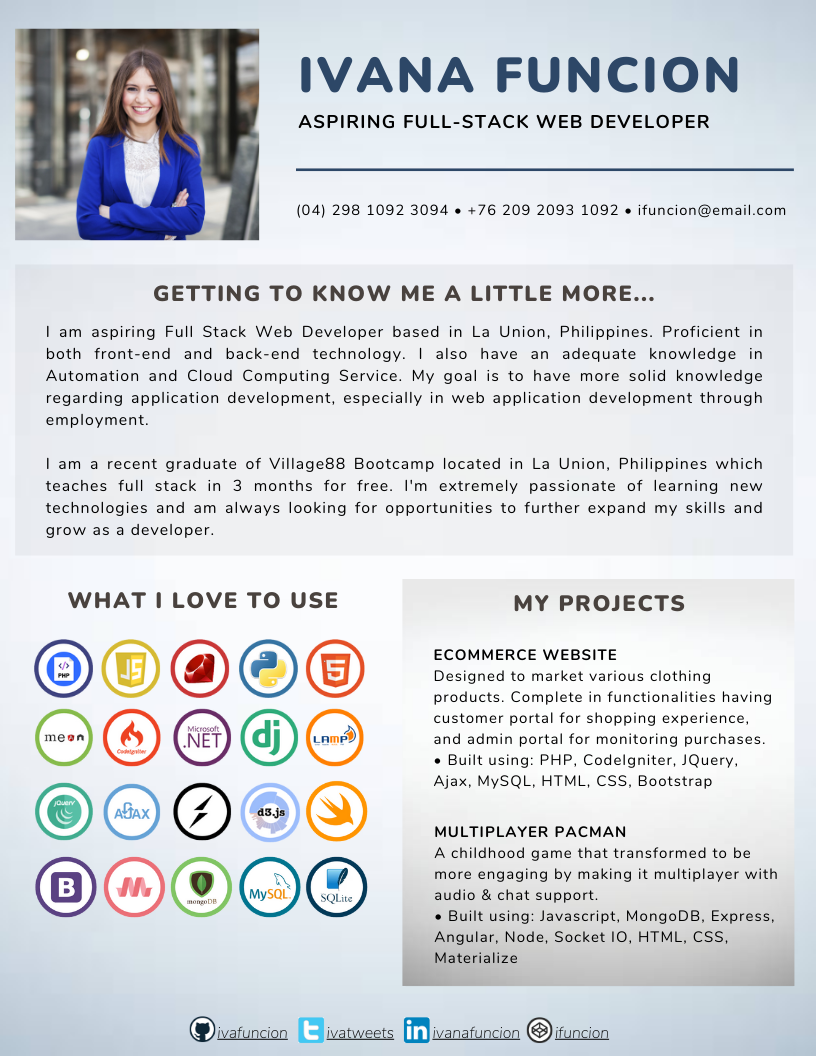 IVANA FUNCION
ASPIRING FULL-STACK WEB DEVELOPER
(04) 298 1092 3094 • +76 209 2093 1092 • ifuncion@email.com
GETTING TO KNOW ME A LITTLE MORE...
I am aspiring Full Stack Web Developer based in La Union, Philippines. Proficient in
both front-end and back-end technology. I also have an adequate knowledge in
Automation and Cloud Computing Service. My goal is to have more solid knowledge
regarding application development, especially in web application development through
employment.
I am a recent graduate of Village88 Bootcamp located in La Union, Philippines which
teaches full stack in 3 months for free. I'm extremely passionate of learning new
technologies and am always looking for opportunities to further expand my skills and
grow as a developer.
WHAT I LOVE TO USE
</> PHP
JS
5
mean
CodeIgniter
Microsoft
.NET
dj
LAMP
jQuery
AJAX
d3.js
B
mongoDB
MySQL
SQLite
MY PROJECTS
ECOMMERCE WEBSITE
Designed to market various clothing
products. Complete in functionalities having
customer portal for shopping experience,
and admin portal for monitoring purchases.
• Built using: PHP, CodeIgniter, JQuery,
Ajax, MySQL, HTML, CSS, Bootstrap
MULTIPLAYER PACMAN
A childhood game that transformed to be
more engaging by making it multiplayer with
audio & chat support.
• Built using: Javascript, MongoDB, Express,
Angular, Node, Socket IO, HTML, CSS,
Materialize
ivafuncion ivatweets in ivanafuncion ifuncion